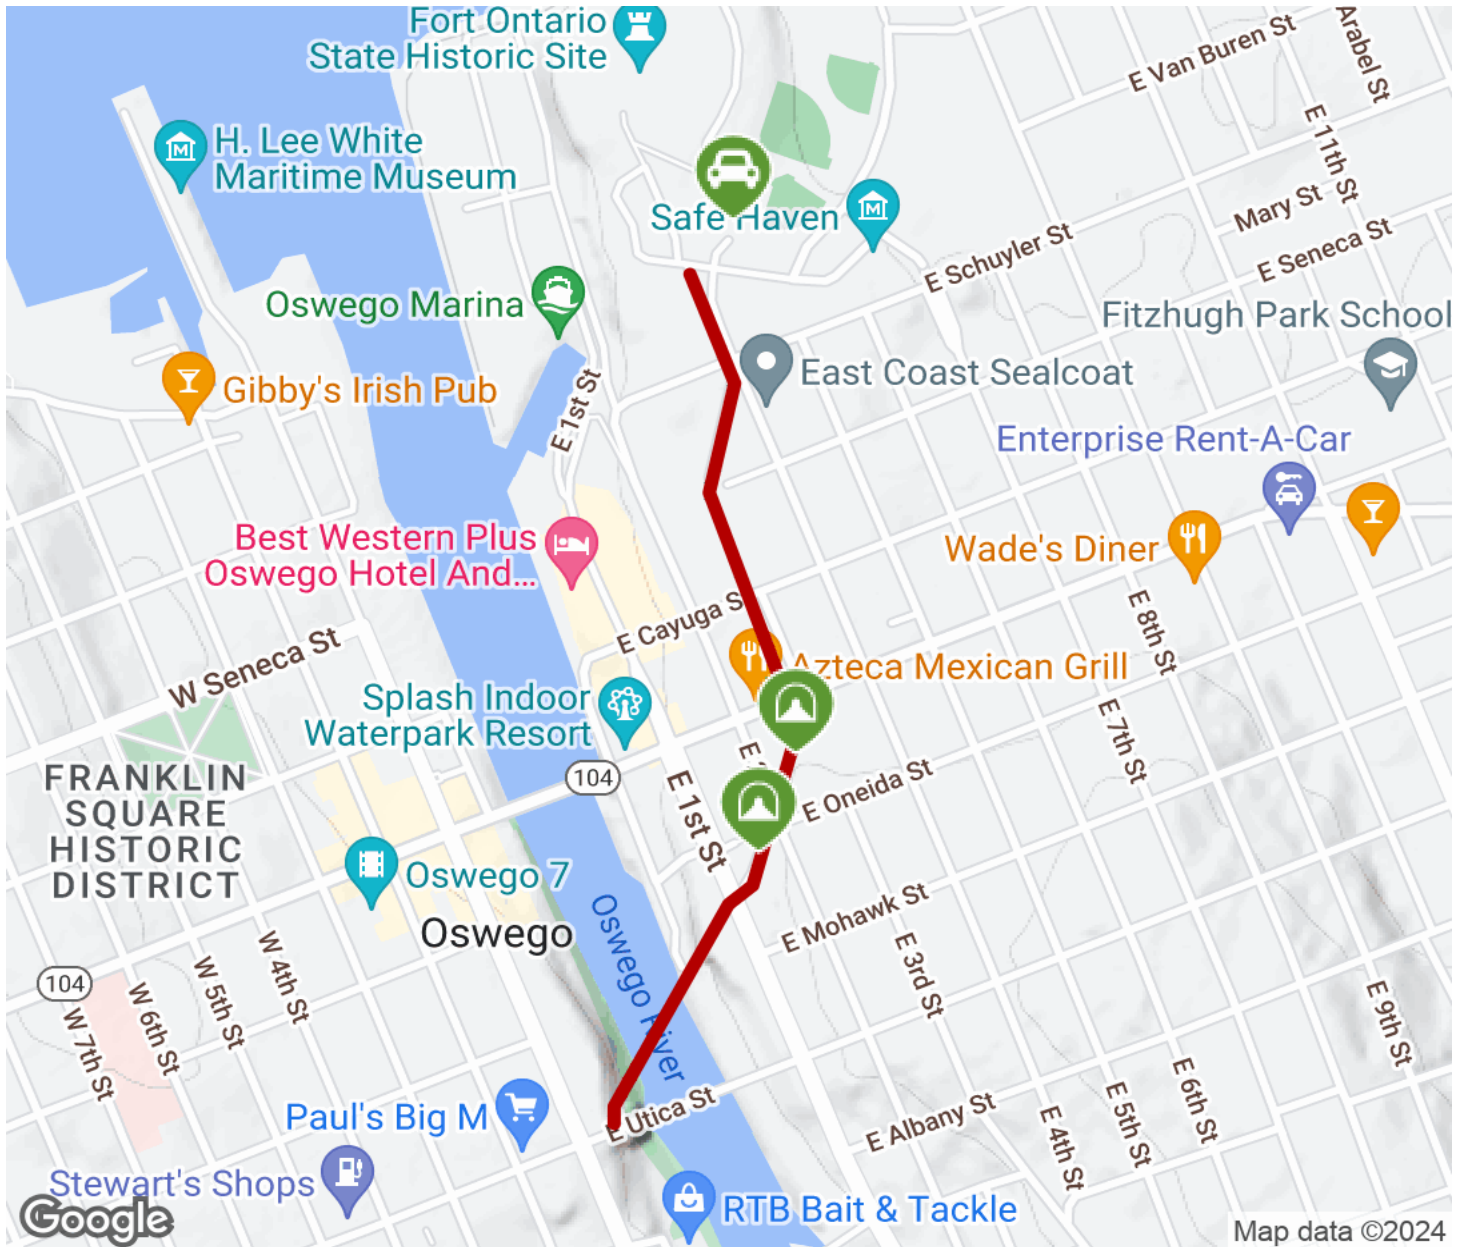 Fort Ontario
State Historic Site
E Van Buren St
Arabel St
H. Lee White
Maritime Museum
E 11th St
Safe Haven
Mary St
E Schuyler St
E Seneca St
Oswego Marina
Fitzhugh Park School
Gibby's Irish Pub
E 1st St
East Coast Sealcoat
Enterprise Rent-A-Car
Best Western Plus
Oswego Hotel And...
Wade's Diner
E Cayuga S
E 8th St
W Seneca St
Azteca Mexican Grill
Splash Indoor
Waterpark Resort
E 7th St
E
104
E Oneida St
FRANKLIN
SQUARE
HISTORIC
DISTRICT
E 1st St
Oswego 7
Oswego
Oswego River
E Mohawk St
E 3rd St
104
W 4th St
W 5th St
W 6th St
W 7th St
E 9th St
Paul's Big M
E Utica St
E Albany St
E 6th St
E 5th St
E 4th St
Stewart's Shops
RTB Bait & Tackle
Google
Map data ©2024